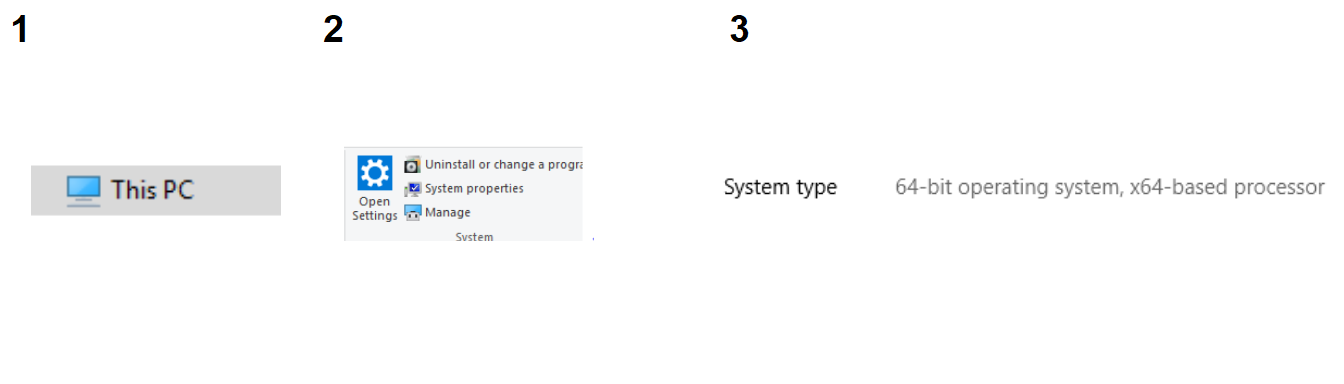 1
2
3
This PC
Open
Settings
Uninstall or change a progra
System properties
Manage
System
System type
64-bit operating system, x64-based processor